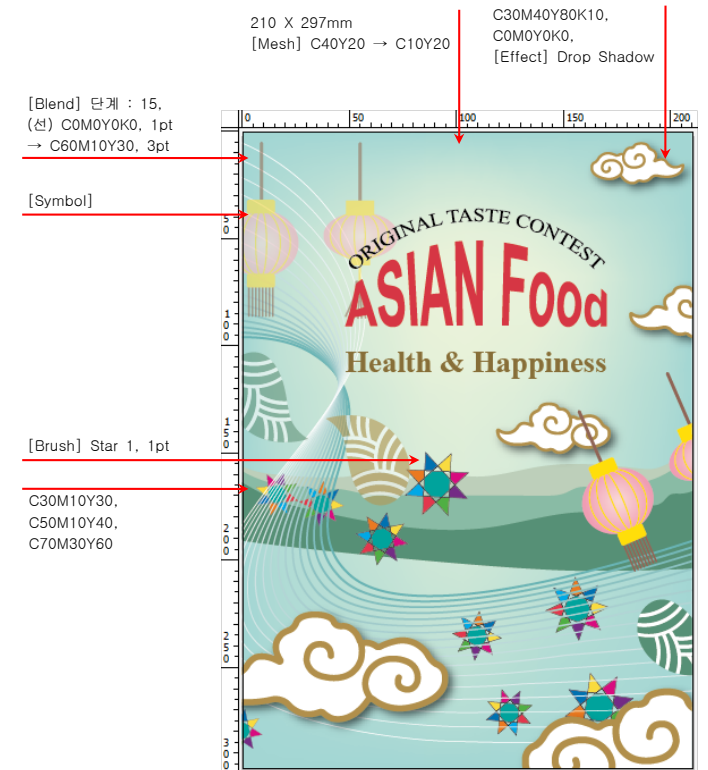 210 X 297mm
[Mesh] C40Y20 → C10Y20
C30M40Y80K10,
C0M0Y0K0,
[Effect] Drop Shadow
[Blend] 단계 : 15,
(선) C0M0Y0K0, 1pt
→ C60M10Y30, 3pt
[Symbol]
[Brush] Star 1, 1pt
C30M10Y30,
C50M10Y40,
C70M30Y60
0 50 100 150 200
50
100
150
200
250
300
ORIGINAL TASTE CONTEST
ASIAN Food
Health & Happiness